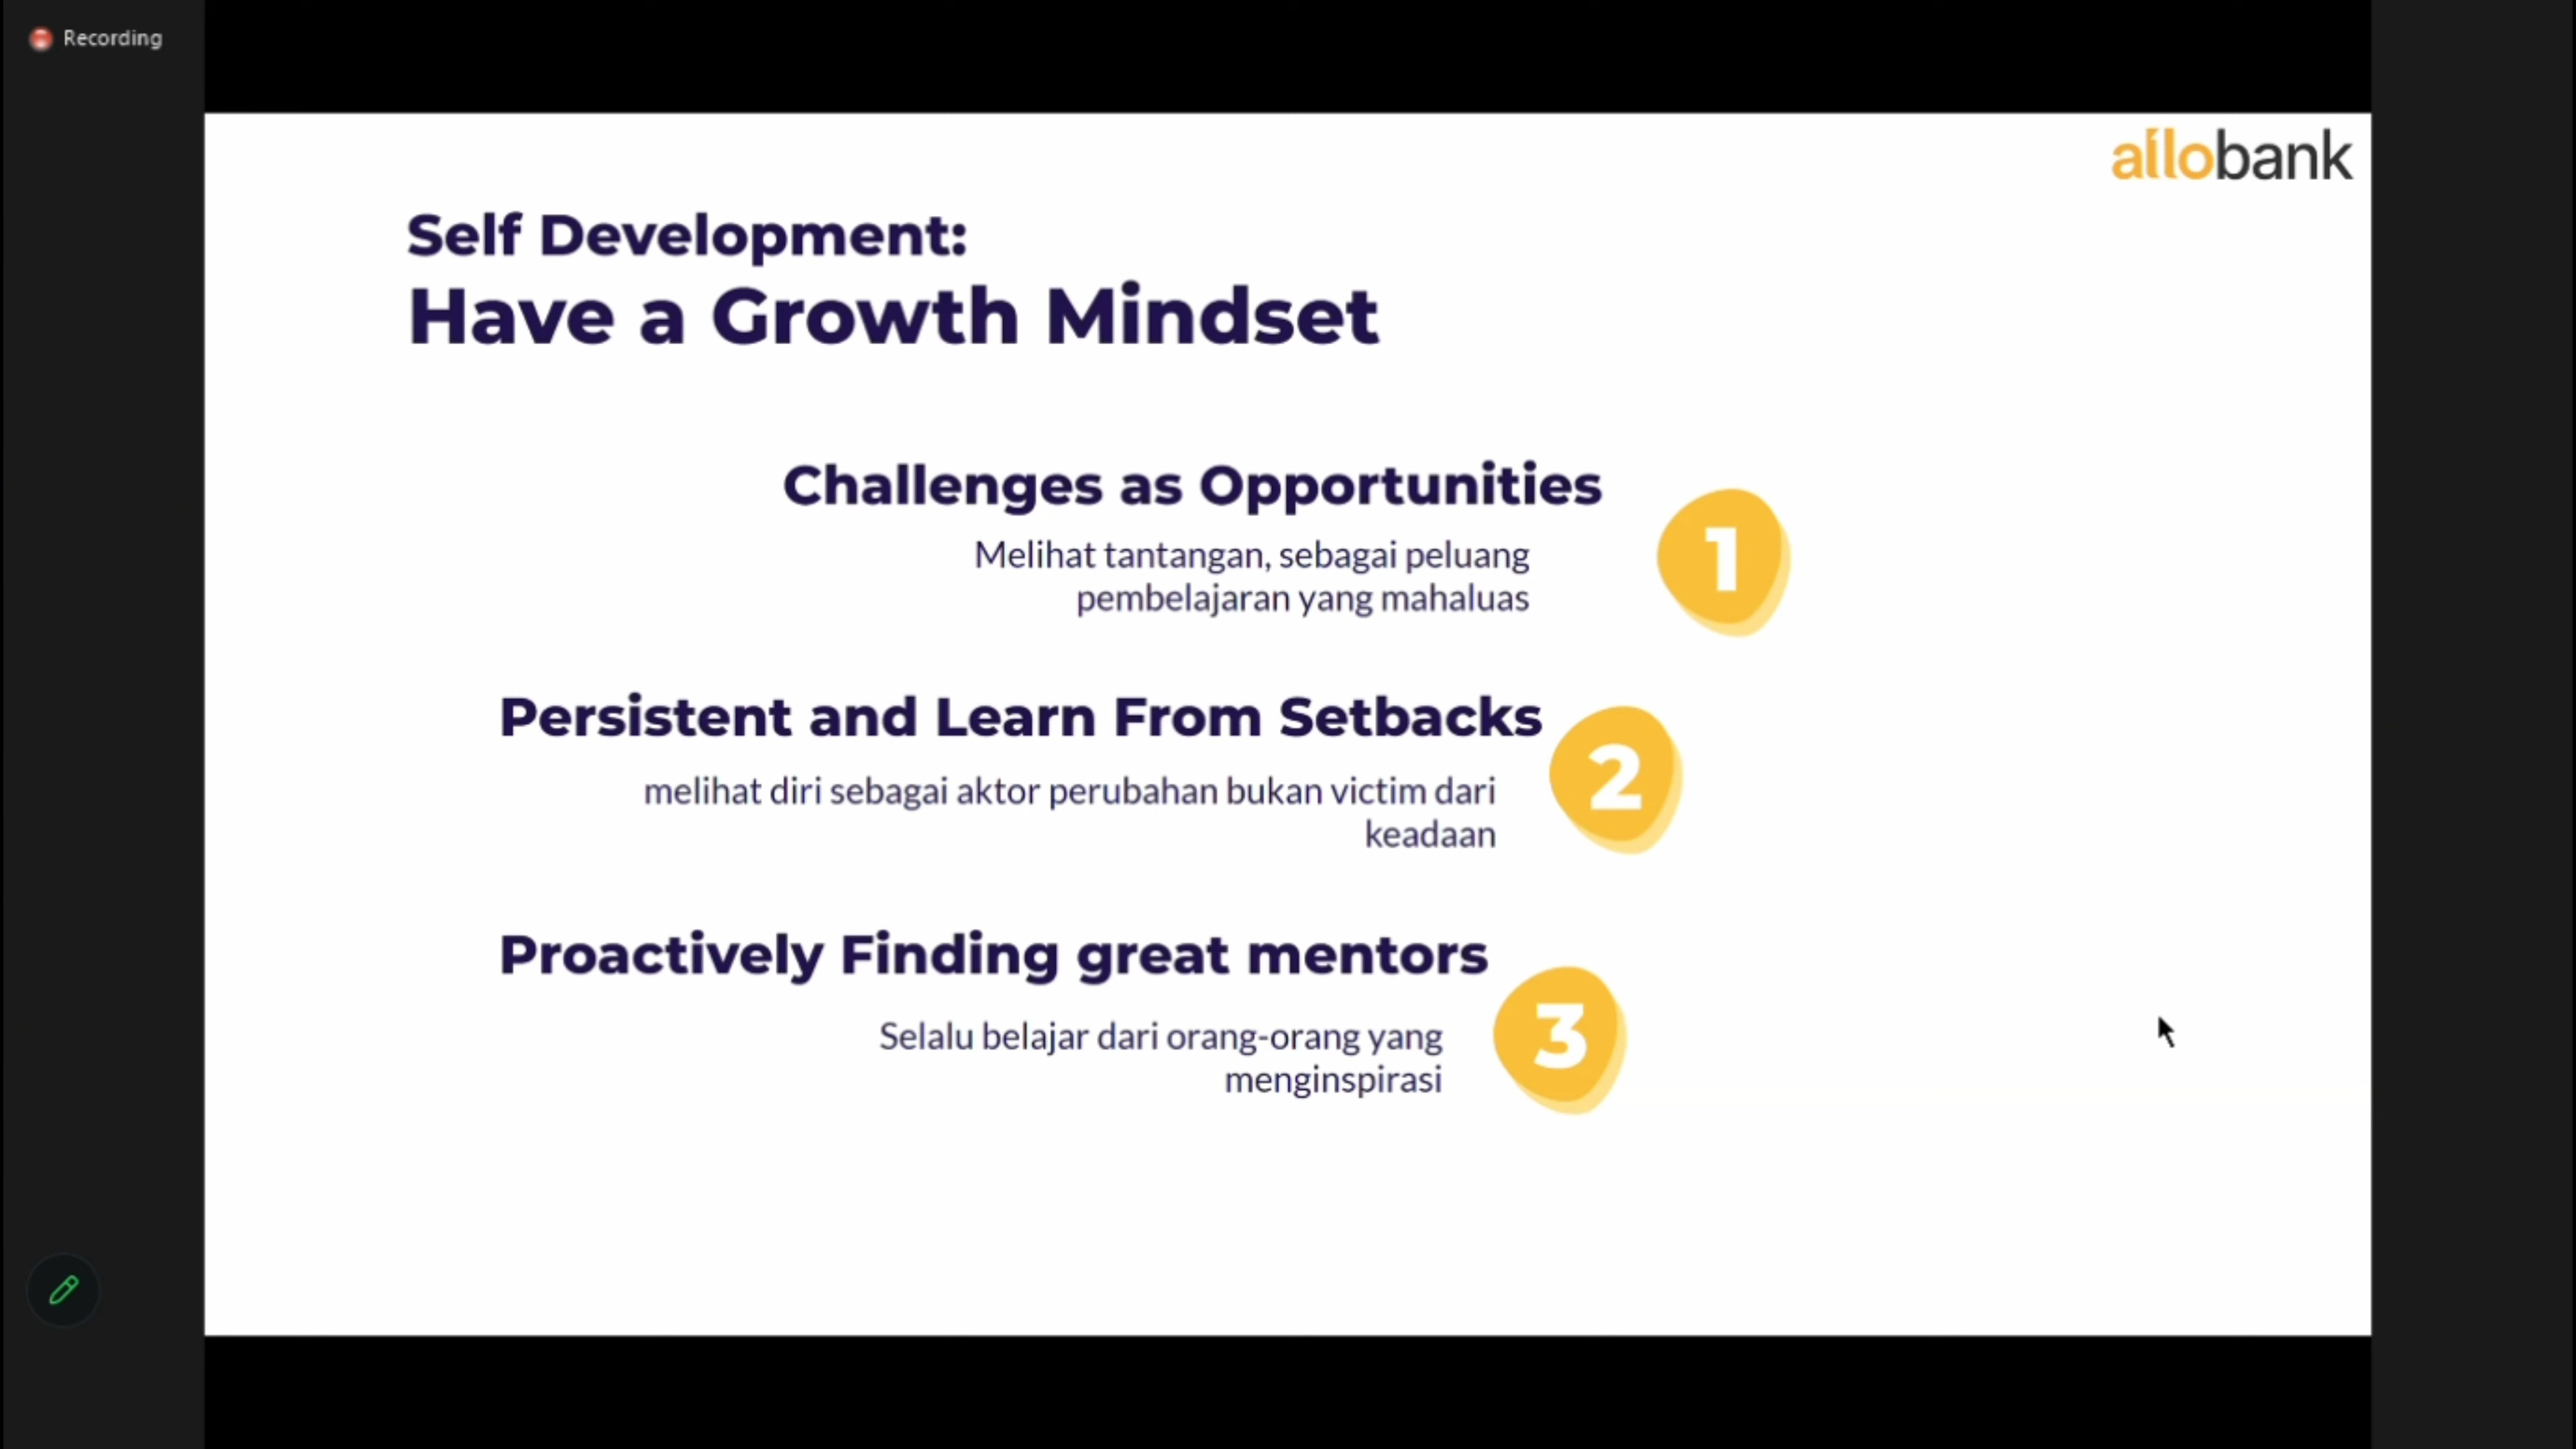 Recording
allobank
Self Development:
Have a Growth Mindset
Challenges as Opportunities
Melihat tantangan, sebagai peluang
pembelajaran yang mahaluas
1
Persistent and Learn From Setbacks
melihat diri sebagai aktor perubahan bukan victim dari
keadaan
2
Proactively Finding great mentors
Selalu belajar dari orang-orang yang
menginspirasi
3